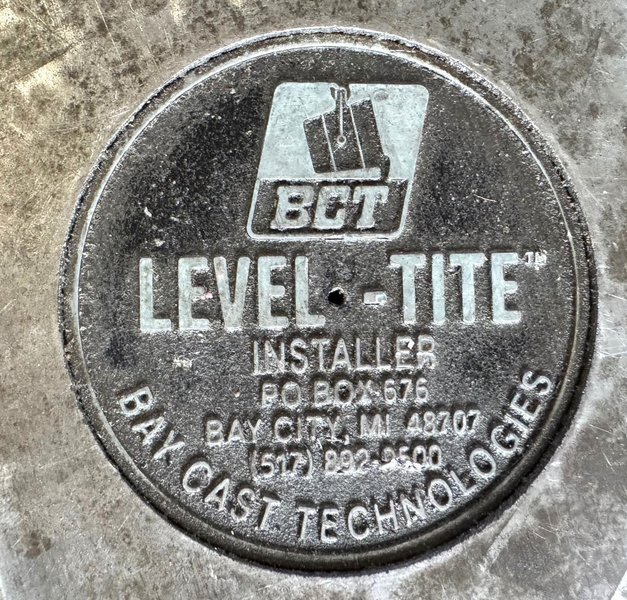 BCT
LEVEL-TITE™
INSTALLER
PO BOX 676
BAY CITY, MI 48707
(517) 892-9500
BAY CAST TECHNOLOGIES